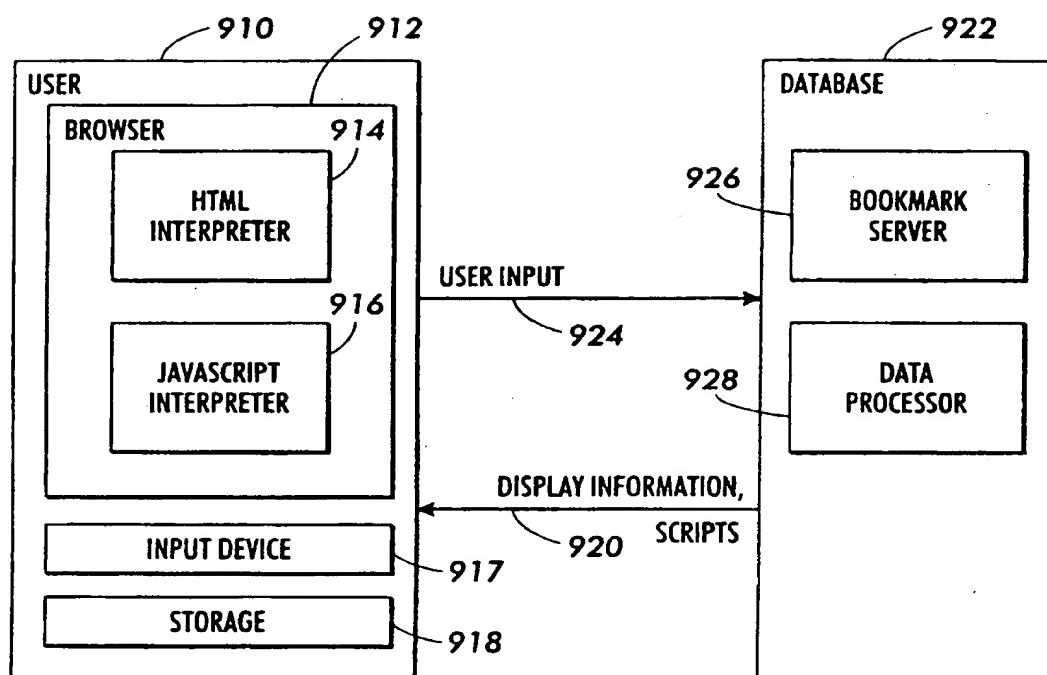 910
912
922
USER
DATABASE
BROWSER
914
HTML
INTERPRETER
926
BOOKMARK
SERVER
USER INPUT
924
916
JAVASCRIPT
INTERPRETER
928
DATA
PROCESSOR
DISPLAY INFORMATION,
SCRIPTS
920
INPUT DEVICE
917
STORAGE
918